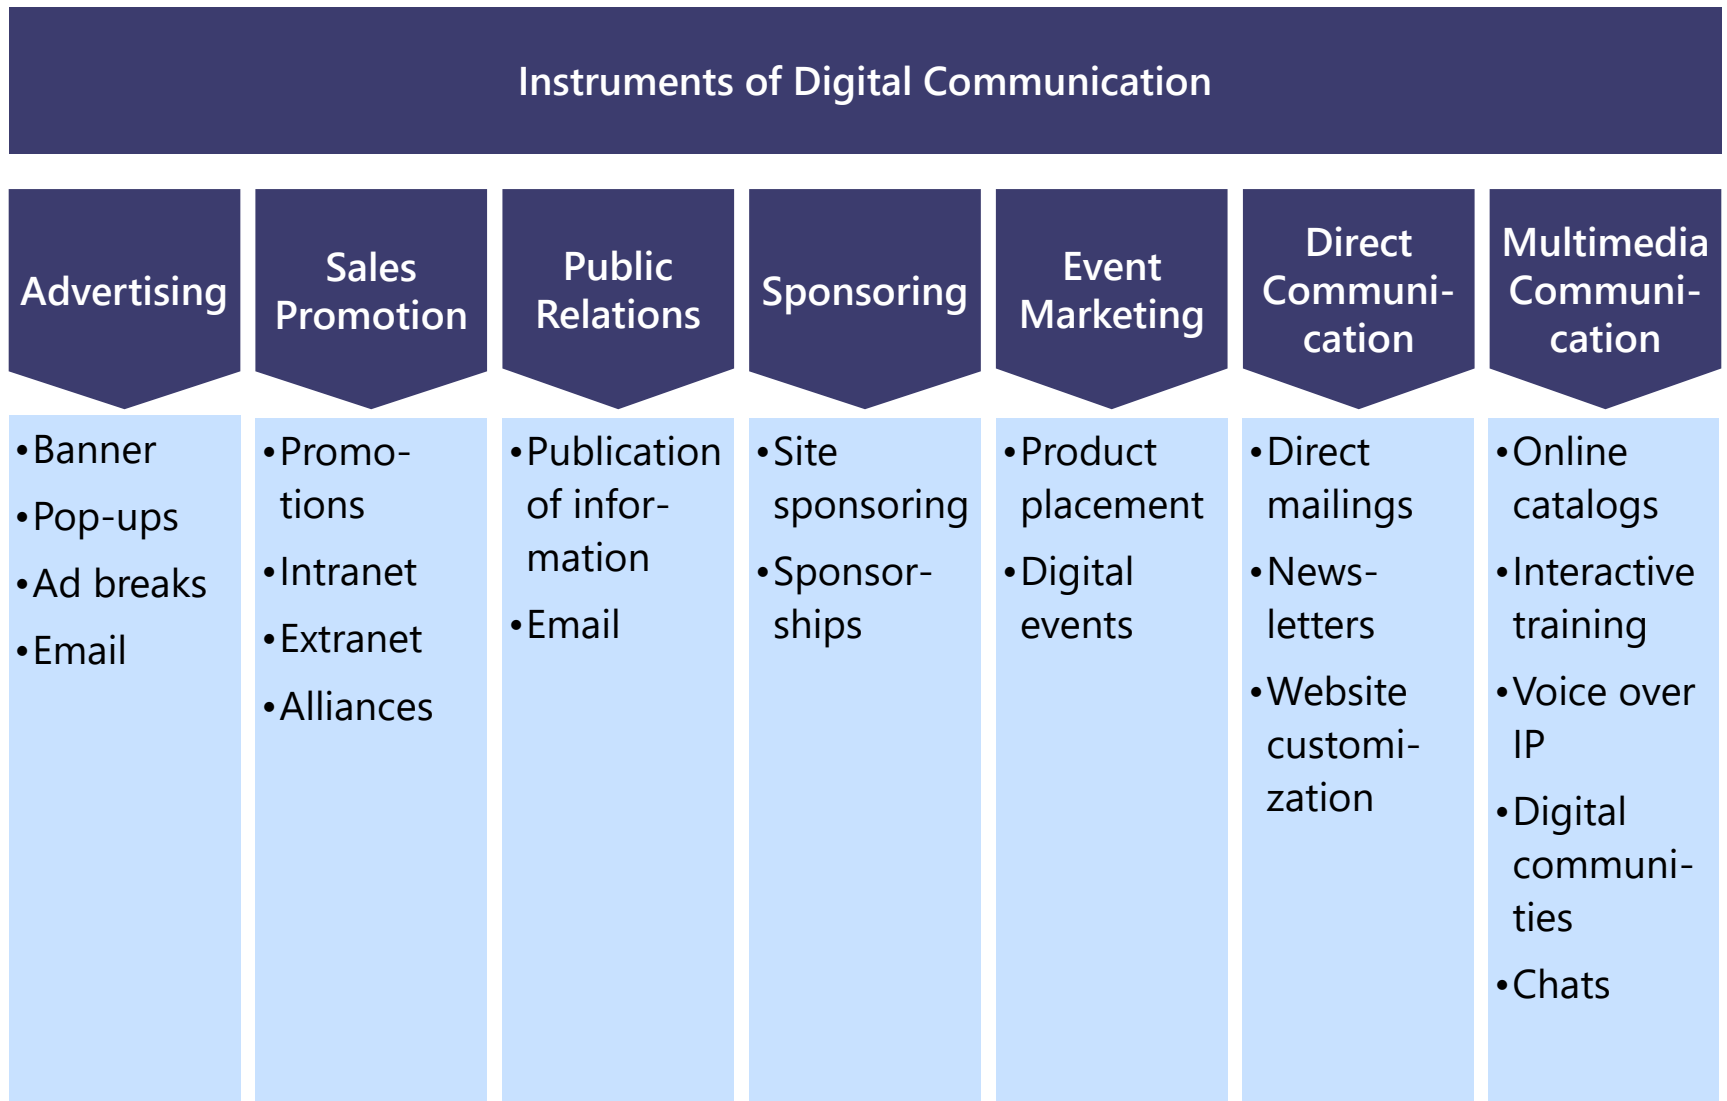 Instruments of Digital Communication
Advertising
•Banner
•Pop-ups
•Ad breaks
•Email
Sales
Promotion
•Promo-
tions
•Intranet
•Extranet
•Alliances
Public
Relations
•Publication
of infor-
mation
•Email
Sponsoring
•Site
sponsoring
•Sponsor-
ships
Event
Marketing
•Product
placement
•Digital
events
Direct
Communi-
cation
•Direct
mailings
•News-
letters
•Website
customi-
zation
Multimedia
Communi-
cation
•Online
catalogs
•Interactive
training
•Voice over
IP
•Digital
communi-
ties
•Chats